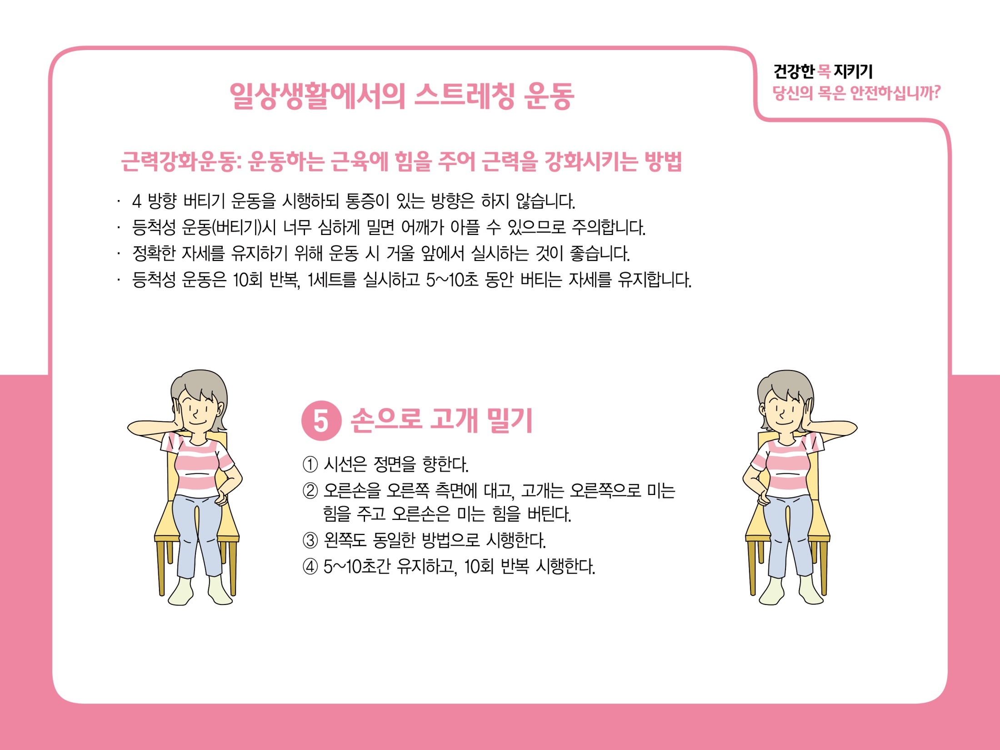 건강한 목 지키기
당신의 목은 안전하십니까?
일상생활에서의 스트레칭 운동
근력강화운동: 운동하는 근육에 힘을 주어 근력을 강화시키는 방법
· 4 방향 버티기 운동을 시행하되 통증이 있는 방향은 하지 않습니다.
· 등척성 운동(버티기)시 너무 심하게 밀면 어깨가 아플 수 있으므로 주의합니다.
· 정확한 자세를 유지하기 위해 운동 시 거울 앞에서 실시하는 것이 좋습니다.
· 등척성 운동은 10회 반복, 1세트를 실시하고 5~10초 동안 버티는 자세를 유지합니다.
5 손으로 고개 밀기
① 시선은 정면을 향한다.
② 오른손을 오른쪽 측면에 대고, 고개는 오른쪽으로 미는
힘을 주고 오른손은 미는 힘을 버틴다.
③ 왼쪽도 동일한 방법으로 시행한다.
④ 5~10초간 유지하고, 10회 반복 시행한다.